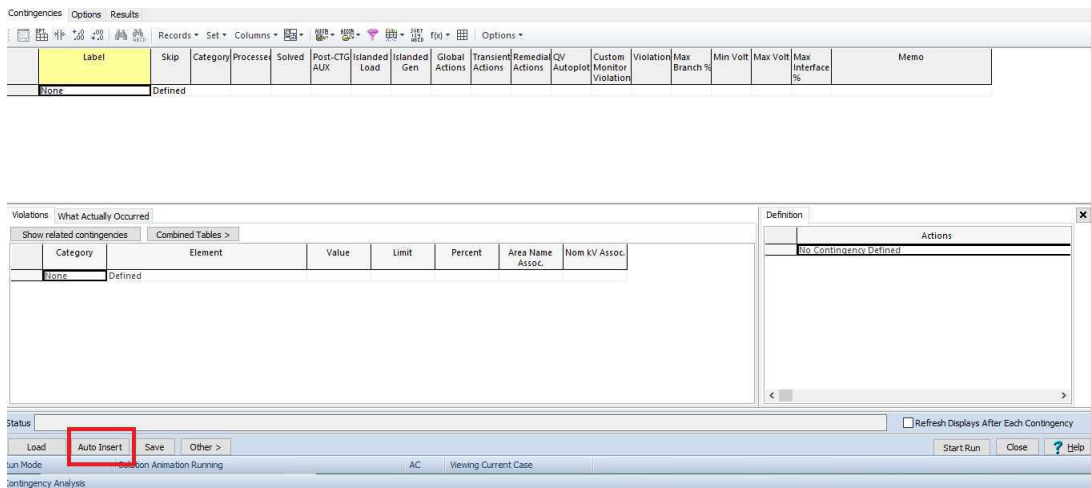 Contingencies Options Results
Records Set Columns Options
Label Skip Category Processed Solved Post-CTG AUX Islanded Load Islanded Gen Global Actions Transient Actions Remedial Actions QV Autoplot Custom Monitor Violation Violation Max Branch % Min Volt Max Volt Max Interface % Memo
None Defined
Violations What Actually Occurred
Definition
Show related contingencies Combined Tables >
Actions
Category Element Value Limit Percent Area Name Assoc. Nom kV Assoc.
No Contingency Defined
None Defined
Status
Refresh Displays After Each Contingency
Load Auto Insert Save Other > Start Run Close ? Help
Run Mode Solution Animation Running AC Viewing Current Case
Contingency Analysis